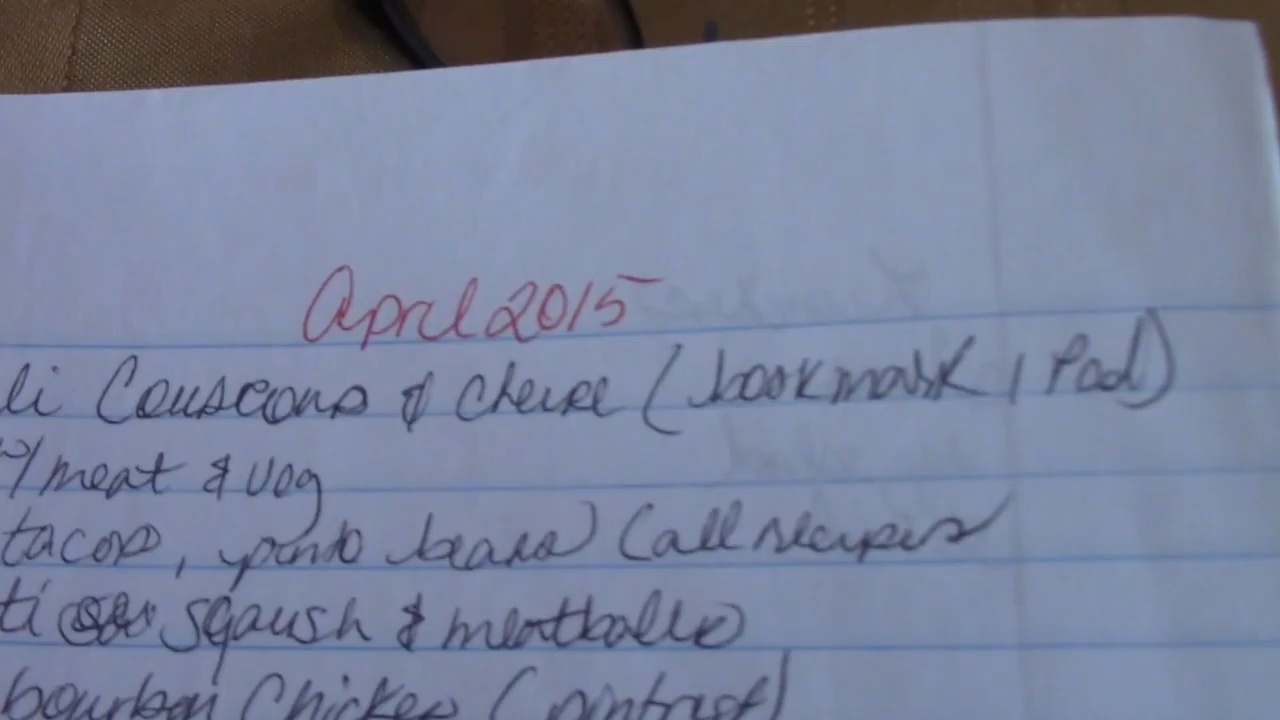 April 2015
li Couscous & cheese (bookmark, iPad)
w/meat & veg
tacos, pinto beans (all recipes
ti squash & meatballs
bourbon Chicken (pintrest)